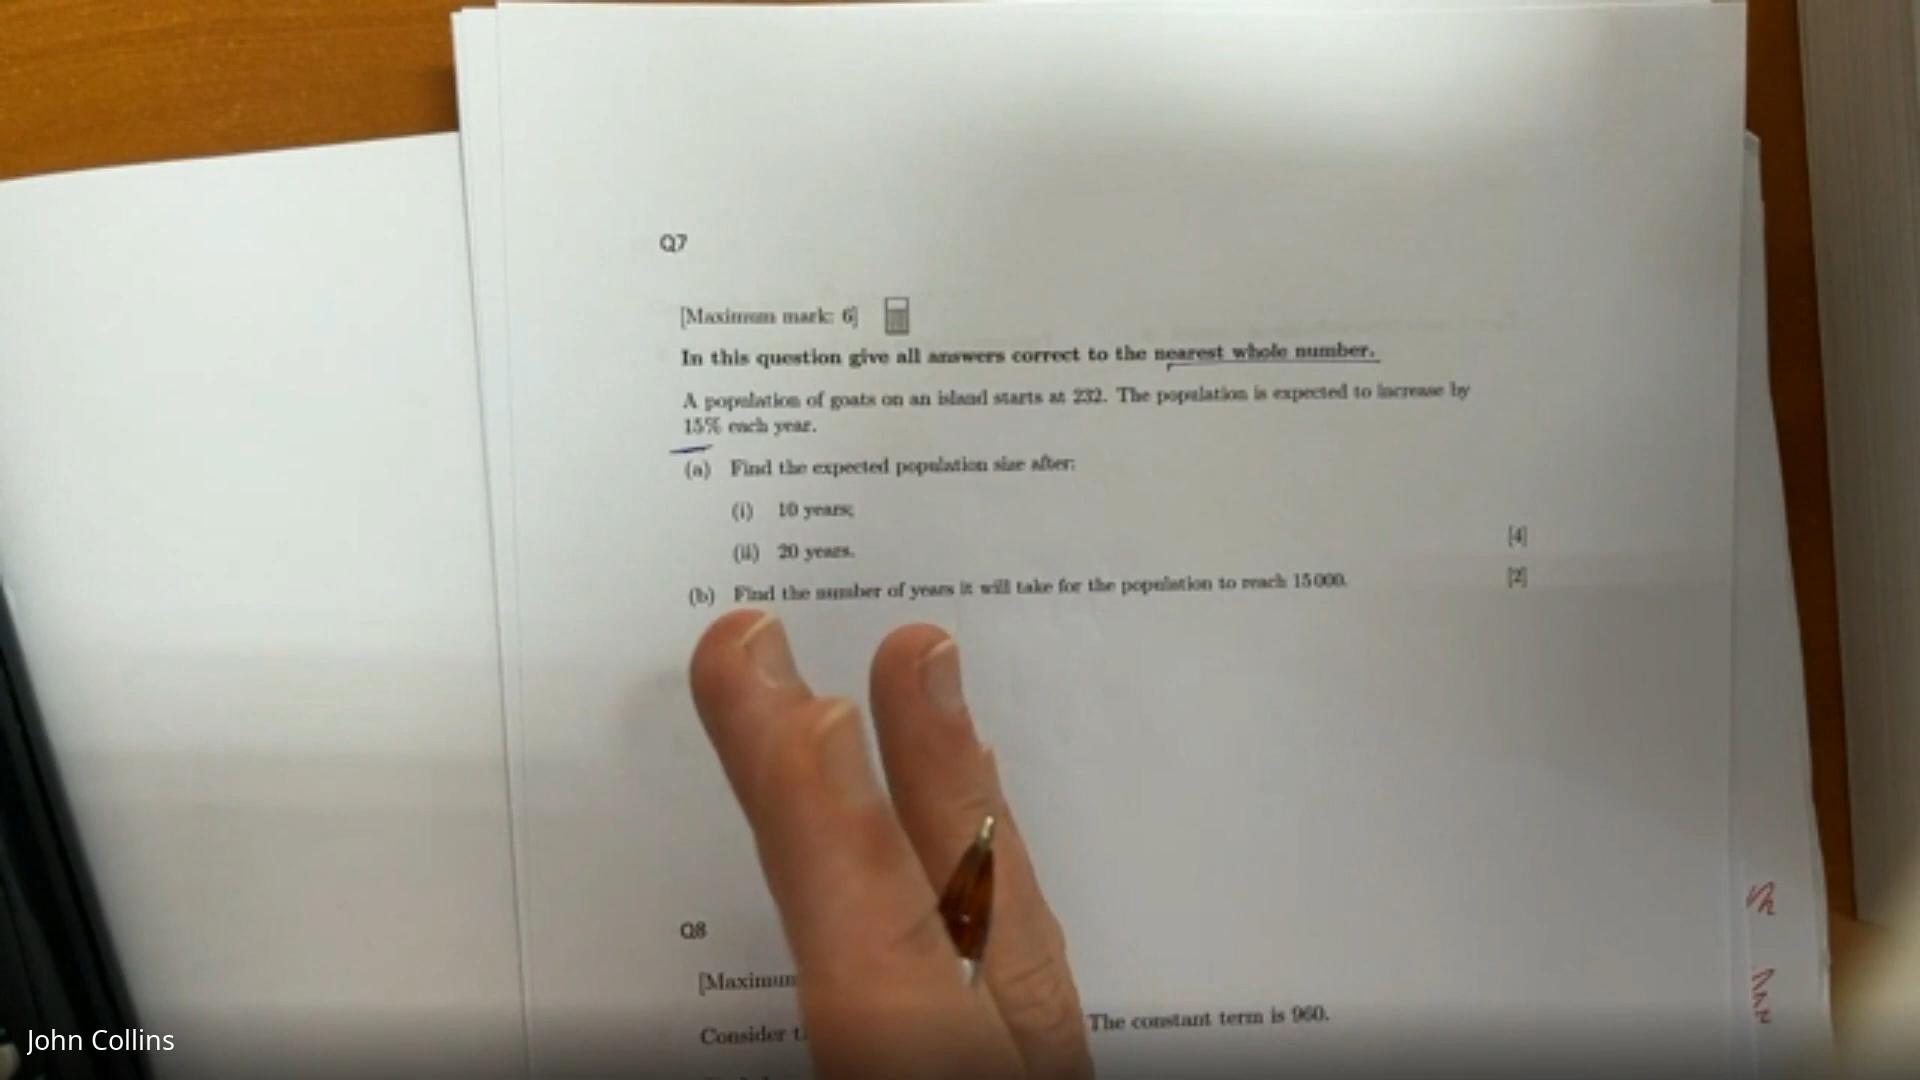 Q7
[Maximum mark: 6]
In this question give all answers correct to the nearest whole number.
A population of goats on an island starts at 232. The population is expected to increase by
15% each year.
(a) Find the expected population size after:
(i) 10 years;
[4]
(ii) 20 years.
(b) Find the number of years it will take for the population to reach 15000.
[2]
Q8
[Maximum
Consider t
The constant term is 960.
John Collins